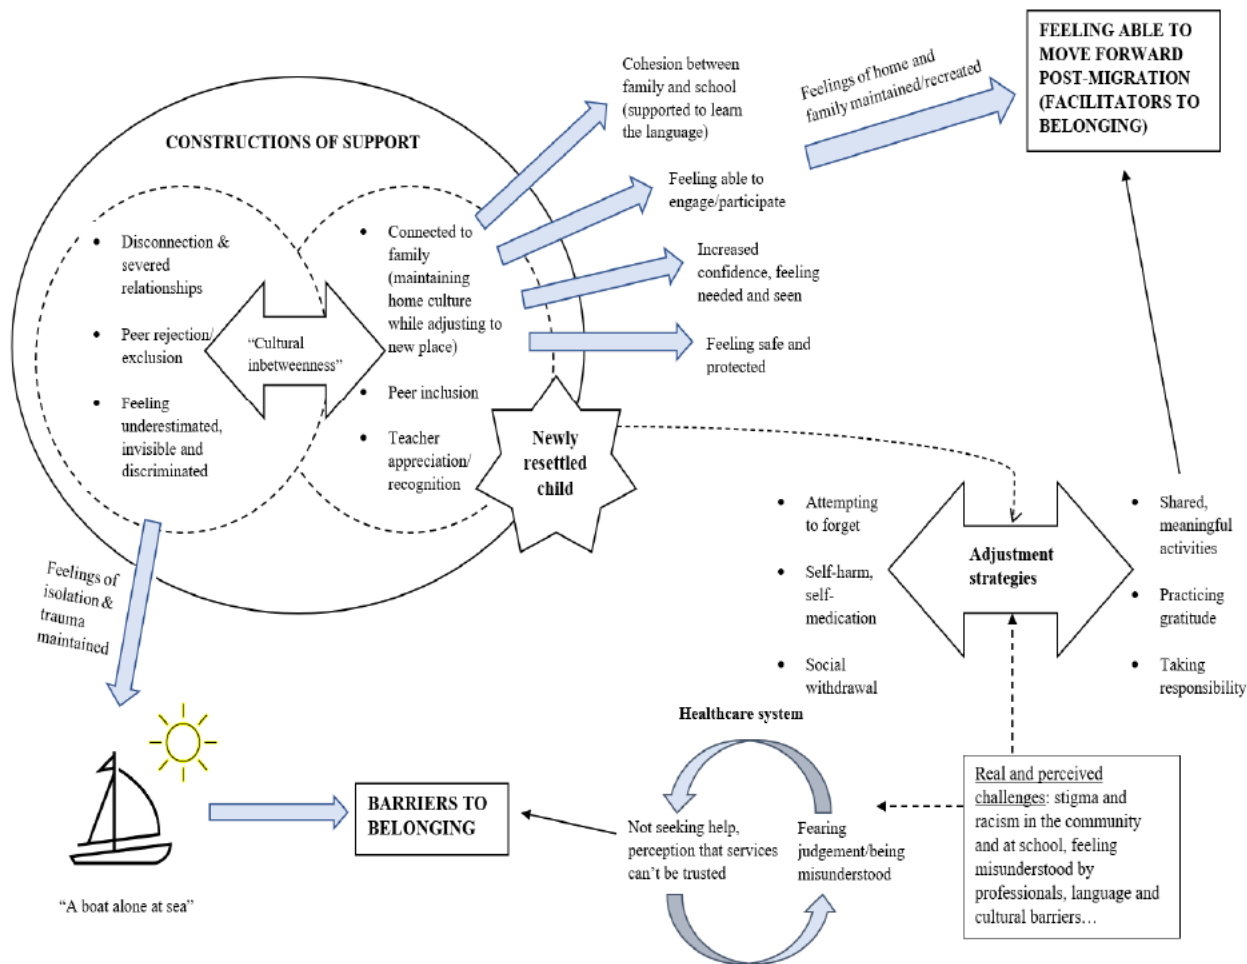 FEELING ABLE TO
MOVE FORWARD
POST-MIGRATION
(FACILITATORS TO
BELONGING)
Feelings of home and
family maintained/recreated
Cohesion between
family and school
(supported to learn
the language)
Feeling able to
engage/participate
Increased
confidence, feeling
needed and seen
Feeling safe and
protected
CONSTRUCTIONS OF SUPPORT
• Disconnection &
severed
relationships
• Peer rejection/
exclusion
• Feeling
underestimated,
invisible and
discriminated
“Cultural
inbetweenness”
• Connected to
family
(maintaining
home culture
while adjusting to
new place)
• Peer inclusion
• Teacher
appreciation/
recognition
Newly
resettled
child
• Attempting
to forget
• Self-harm,
self-
medication
• Social
withdrawal
Adjustment
strategies
• Shared,
meaningful
activities
• Practicing
gratitude
• Taking
responsibility
Feelings of
isolation &
trauma
maintained
“A boat alone at sea”
BARRIERS TO
BELONGING
Healthcare system
Not seeking help,
perception that services
can’t be trusted
Fearing
judgement/being
misunderstood
Real and perceived
challenges: stigma and
racism in the community
and at school, feeling
misunderstood by
professionals, language and
cultural barriers…